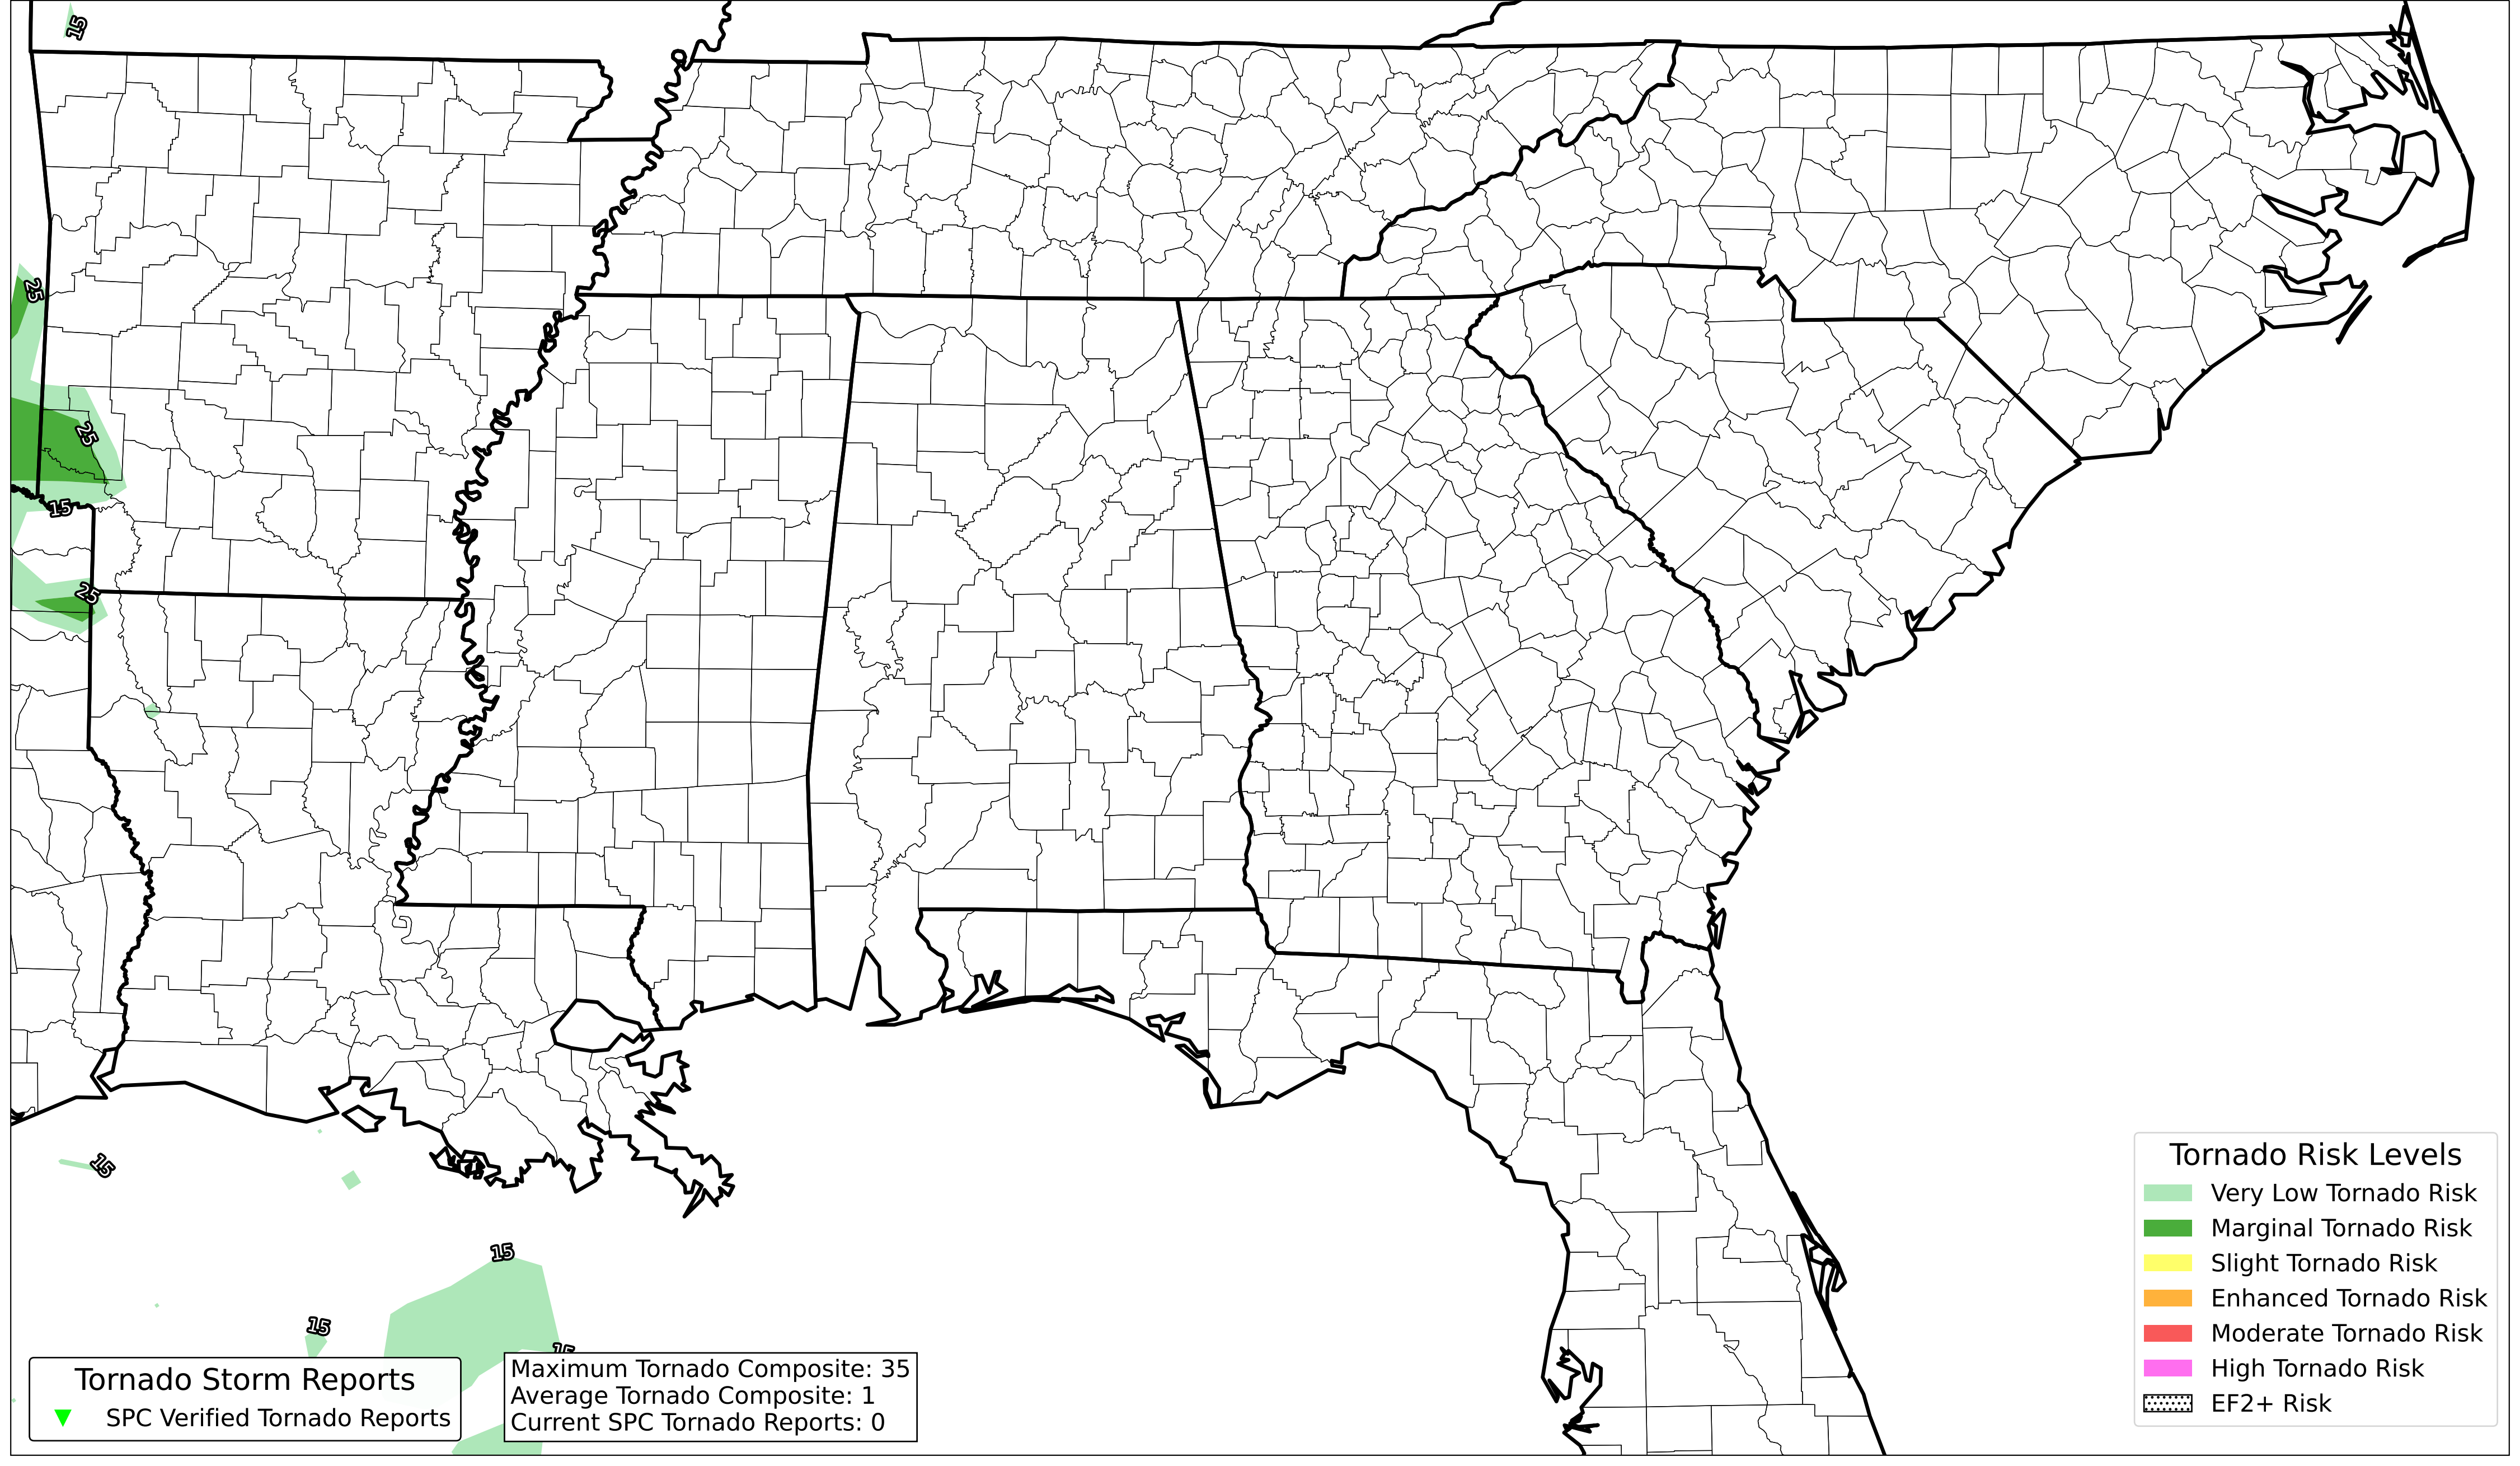 15
25
25
15
25
15
15
15
15
Tornado Storm Reports
SPC Verified Tornado Reports
Maximum Tornado Composite: 35
Average Tornado Composite: 1
Current SPC Tornado Reports: 0
Tornado Risk Levels
Very Low Tornado Risk
Marginal Tornado Risk
Slight Tornado Risk
Enhanced Tornado Risk
Moderate Tornado Risk
High Tornado Risk
EF2+ Risk